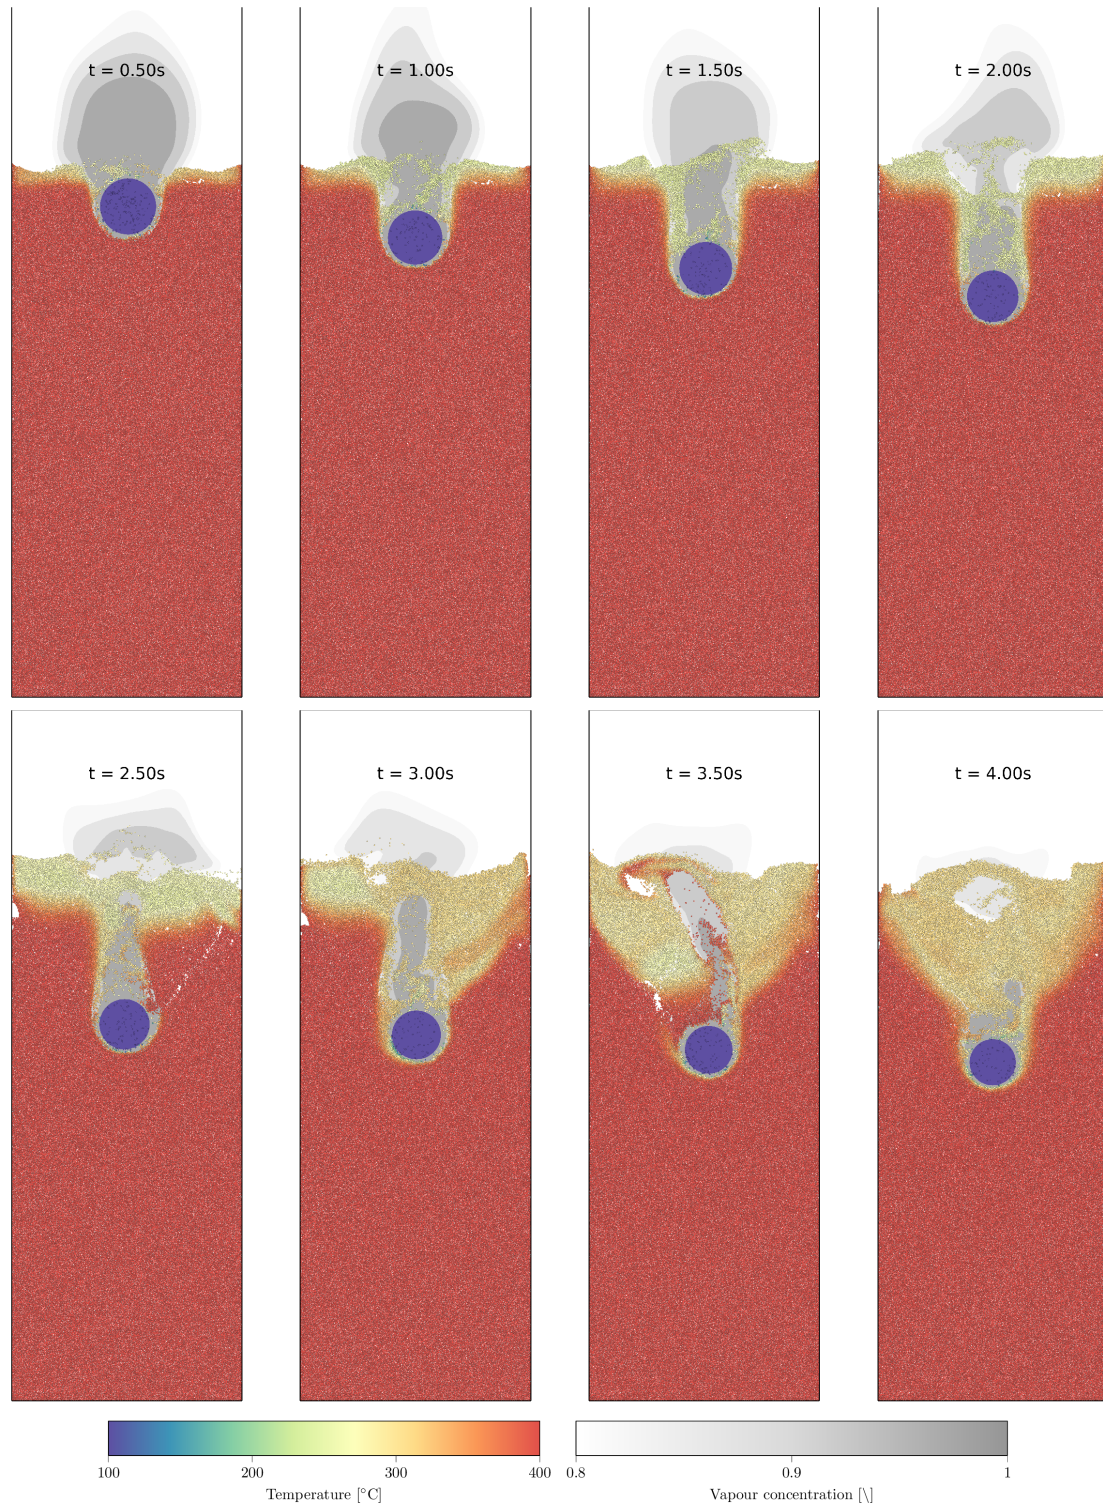 t = 0.50s
t = 1.00s
t = 1.50s
t = 2.00s
t = 2.50s
t = 3.00s
t = 3.50s
t = 4.00s
100 200 300 400
Temperature [°C]
0.8 0.9 1
Vapour concentration [\]